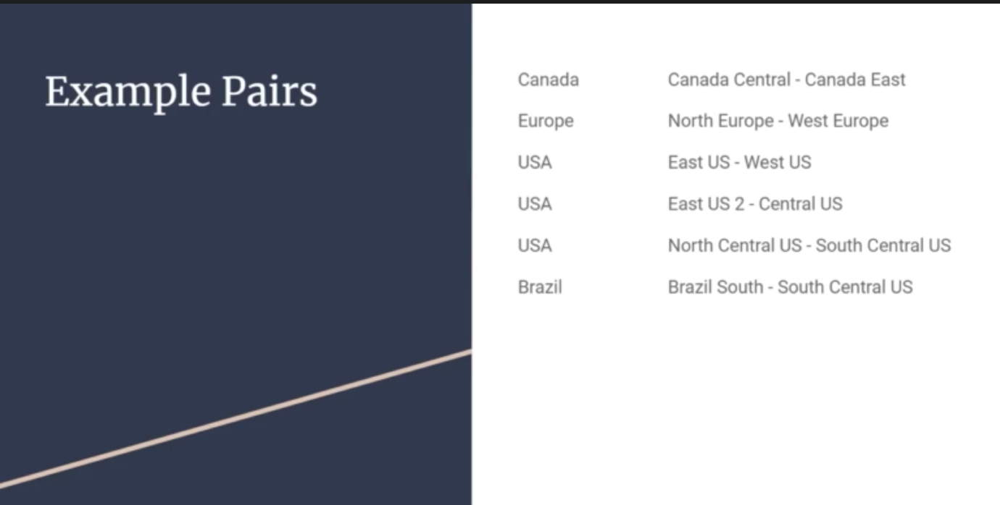 Example Pairs
Canada Canada Central - Canada East
Europe North Europe - West Europe
USA East US - West US
USA East US 2 - Central US
USA North Central US - South Central US
Brazil Brazil South - South Central US